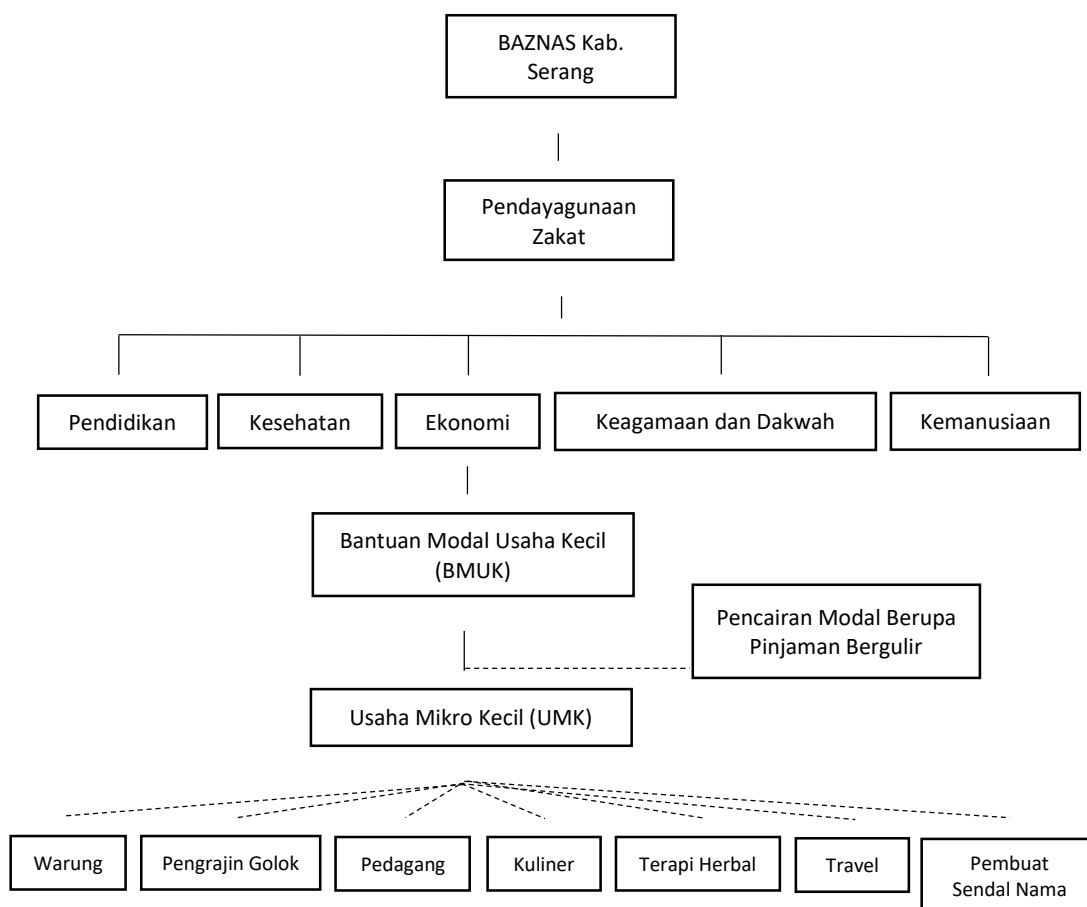 BAZNAS Kab.
Serang
Pendayagunaan
Zakat
Pendidikan
Kesehatan
Ekonomi
Keagamaan dan Dakwah
Kemanusiaan
Bantuan Modal Usaha Kecil
(BMUK)
Pencairan Modal Berupa
Pinjaman Bergulir
Usaha Mikro Kecil (UMK)
Warung
Pengrajin Golok
Pedagang
Kuliner
Terapi Herbal
Travel
Pembuat
Sendal Nama